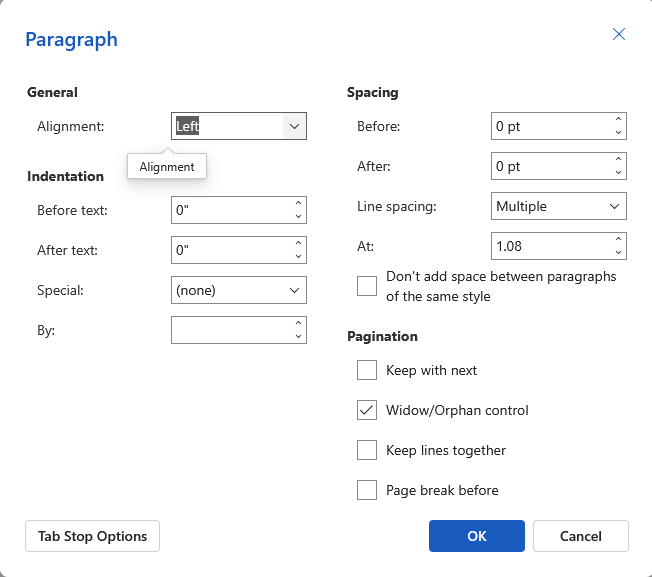 Paragraph
General
Alignment: Left
Alignment
Indentation
Before text: 0"
After text: 0"
Special: (none)
By:
Spacing
Before: 0 pt
After: 0 pt
Line spacing: Multiple
At: 1.08
Don't add space between paragraphs
of the same style
Pagination
Keep with next
Widow/Orphan control
Keep lines together
Page break before
Tab Stop Options
OK
Cancel